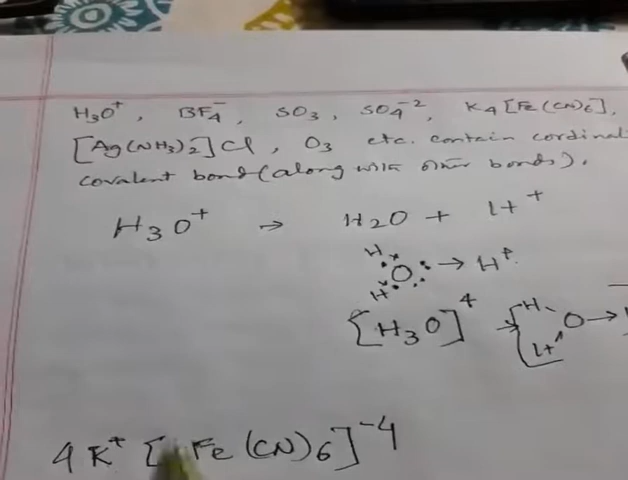 H3O+, BF4-, SO3, SO4-2, K4[Fe(CN)6],
[Ag(NH3)2]Cl, O3 etc. contain cordinal
covalent bond (along with other bonds).
H3O+ → H2O + H+
H
O → H+
H
[H3O]+ → [H O →
H
4K+ [Fe(CN)6]-4